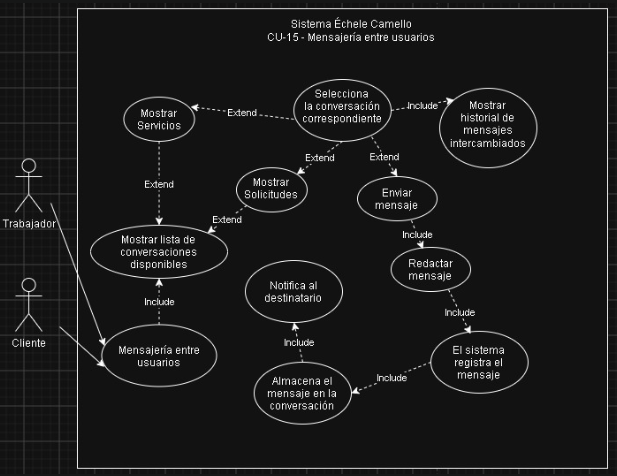 Sistema Échele Camello
CU-15 - Mensajería entre usuarios
Selecciona
la conversación
correspondiente
Mostrar
Servicios
Extend
Include
Mostrar
historial de
mensajes
intercambiados
Extend
Extend
Extend
Mostrar
Solicitudes
Enviar
mensaje
Trabajador
Extend
Include
Mostrar lista de
conversaciones
disponibles
Redactar
mensaje
Include
Notifica al
destinatario
Include
Cliente
Mensajería entre
usuarios
Include
El sistema
registra el
mensaje
Include
Almacena el
mensaje en la
conversación